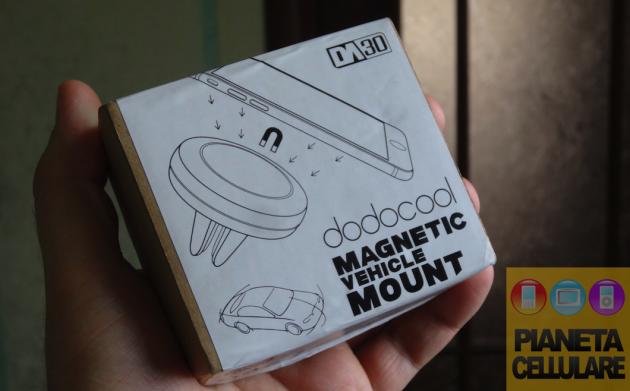 DA30
dodocool
MAGNETIC
VEHICLE
MOUNT
PIANETA
CELLULARE